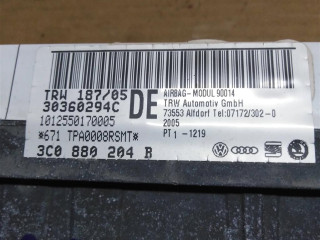 TRW 187/05
30360294C
DE
1012550170005
*671 TPA0008RSMT*
3C0 880 204 B
AIRBAG-MODUL 90014
TRW Automotiv GmbH
73553 Alfdorf Tel:07172/302-0
2005
PT1-1219